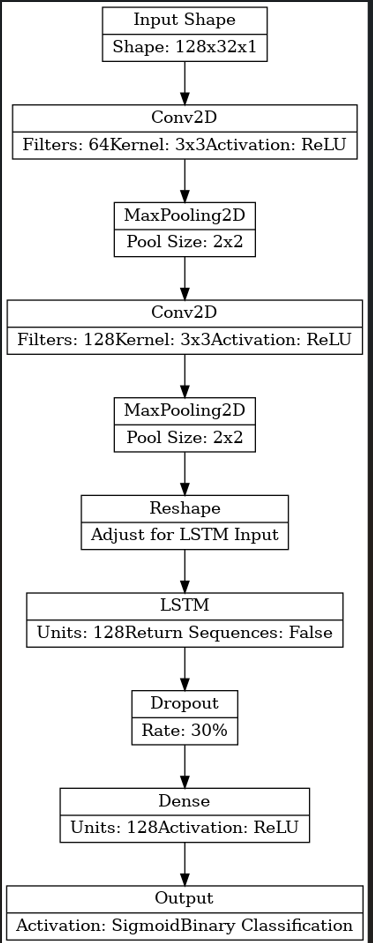 Input Shape
Shape: 128x32x1
Conv2D
Filters: 64Kernel: 3x3Activation: ReLU
MaxPooling2D
Pool Size: 2x2
Conv2D
Filters: 128Kernel: 3x3Activation: ReLU
MaxPooling2D
Pool Size: 2x2
Reshape
Adjust for LSTM Input
LSTM
Units: 128Return Sequences: False
Dropout
Rate: 30%
Dense
Units: 128Activation: ReLU
Output
Activation: SigmoidBinary Classification